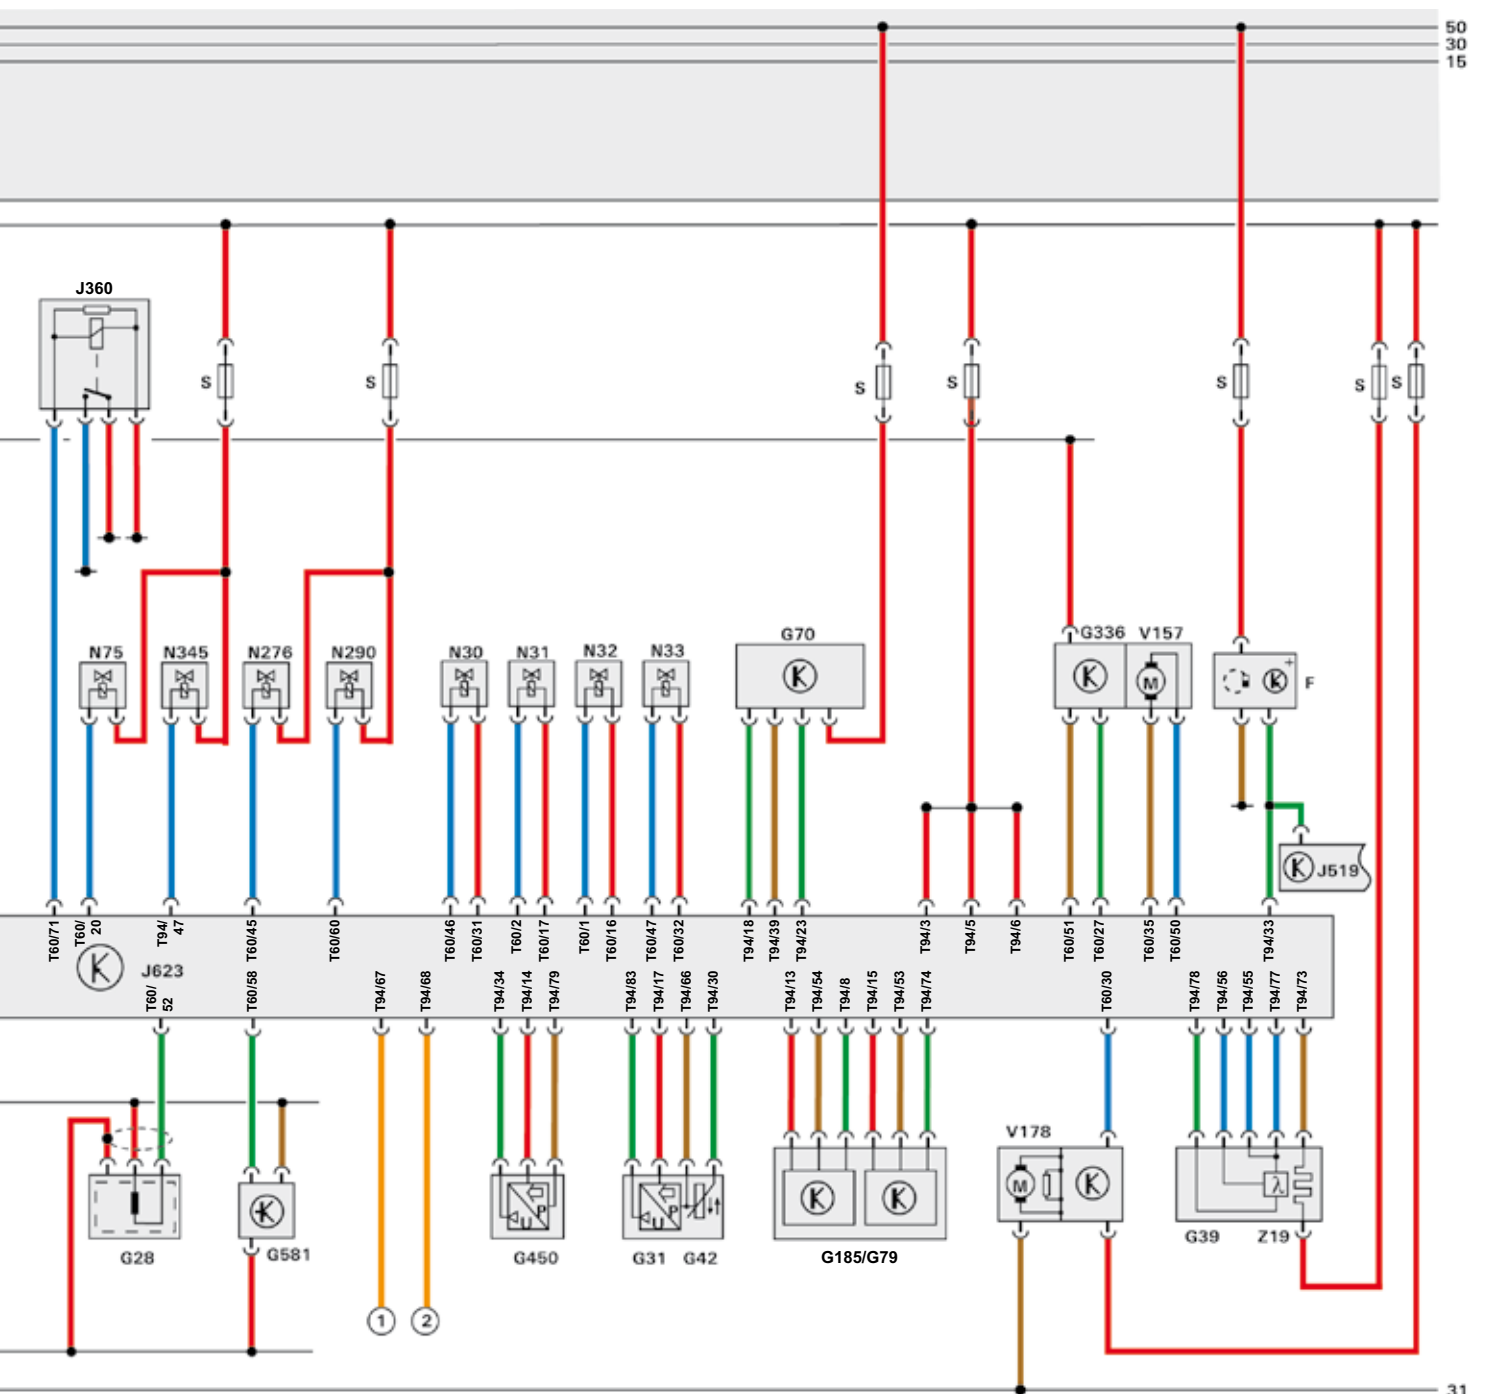 50
30
15
J360
S
S
S
S
S
S
S
G70
G336 V157
N75
N345
N276
N290
N30
N31
N32
N33
K
K
M
+
K
F
K
J519
T60/71
T60/
20
T94/
47
T60/45
T60/60
T60/46
T60/31
T60/2
T60/17
T60/1
T60/16
T60/47
T60/32
T94/18
T94/39
T94/23
T94/3
T94/5
T94/6
T60/51
T60/27
T60/35
T60/50
T94/33
K
J623
T60/
52
T60/58
T94/67
T94/68
T94/34
T94/14
T94/79
T94/83
T94/17
T94/66
T94/30
T94/13
T94/54
T94/8
T94/15
T94/53
T94/74
T60/30
T94/78
T94/56
T94/55
T94/77
T94/73
V178
K
P
U
P
U
K
K
M
K
λ
G28
G581
G450
G31
G42
G185/G79
G39
Z19
1
2
31